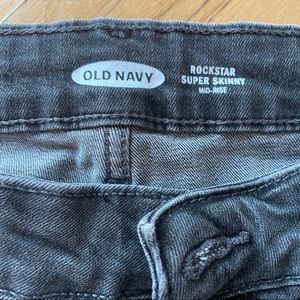 OLD NAVY
ROCKSTAR
SUPER SKINNY
MID-RISE